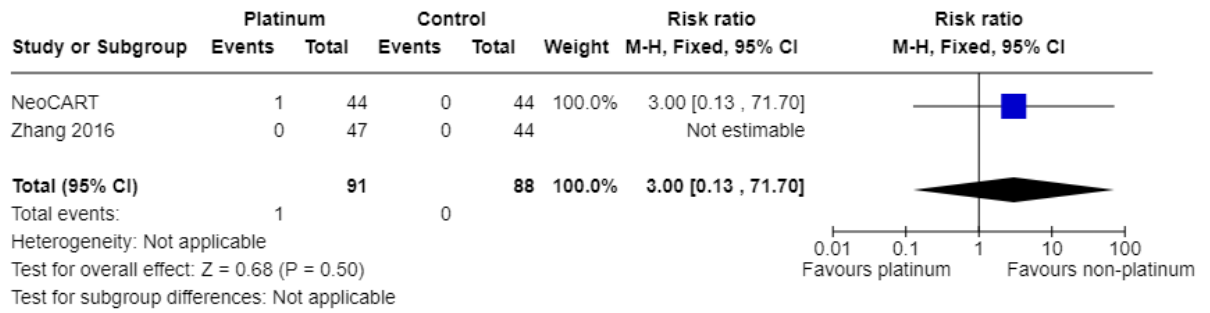 Platinum Control Risk ratio Risk ratio
Study or Subgroup Events Total Events Total Weight M-H, Fixed, 95% CI M-H, Fixed, 95% CI
NeoCART 1 44 0 44 100.0% 3.00 [0.13 , 71.70]
Zhang 2016 0 47 0 44 Not estimable
Total (95% CI) 91 88 100.0% 3.00 [0.13 , 71.70]
Total events: 1 0
Heterogeneity: Not applicable
Test for overall effect: Z = 0.68 (P = 0.50)
Test for subgroup differences: Not applicable
0.01 0.1 1 10 100
Favours platinum Favours non-platinum